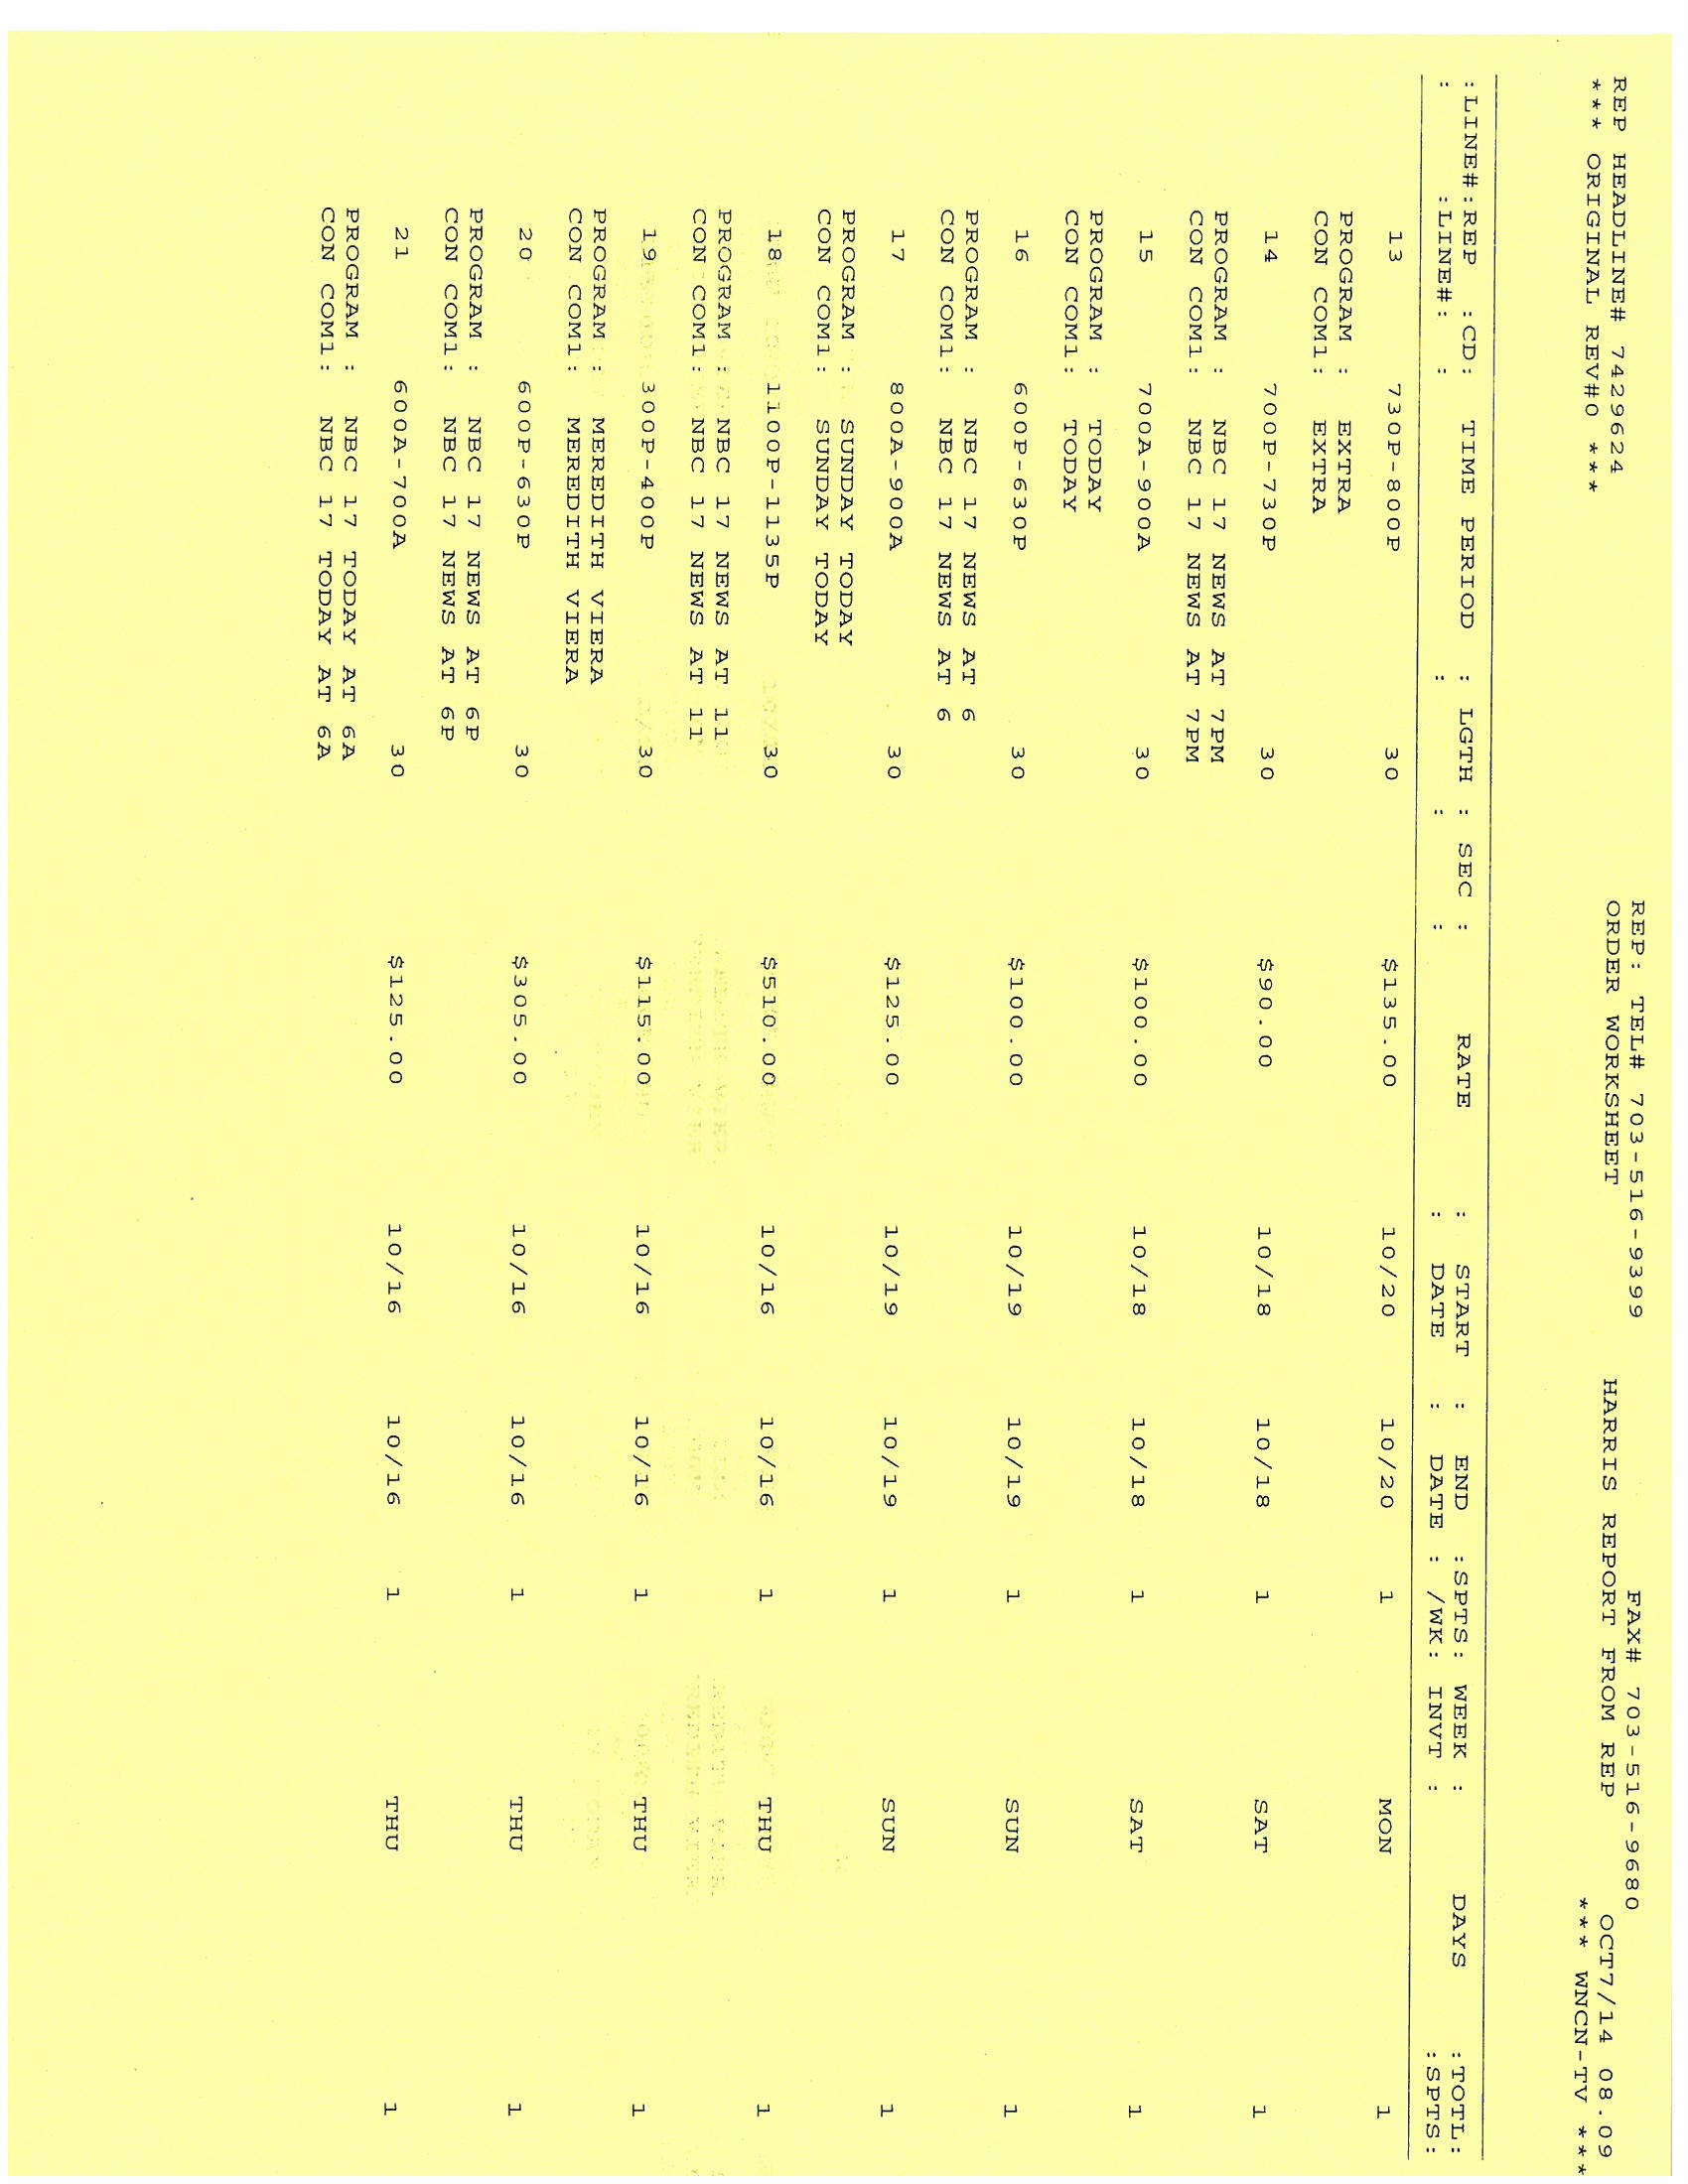 REP: TEL# 703-516-9399 FAX# 703-516-9680
REP HEADLINE# 7429624 ORDER WORKSHEET HARRIS REPORT FROM REP OCT7/14 08.09
*** ORIGINAL REV#0 *** *** WNCN-TV ***
:LINE#:REP :CD: TIME PERIOD : LGTH : SEC : RATE : START : END :SPTS: WEEK : DAYS :TOTL:
: :LINE#: : : : : DATE : DATE : /WK: INVT : :SPTS:
13 730P-800P 30 $135.00 10/20 10/20 1 MON 1
PROGRAM : EXTRA
CON COM1: EXTRA
14 700P-730P 30 $90.00 10/18 10/18 1 SAT 1
PROGRAM : NBC 17 NEWS AT 7PM
CON COM1: NBC 17 NEWS AT 7PM
15 700A-900A 30 $100.00 10/18 10/18 1 SAT 1
PROGRAM : TODAY
CON COM1: TODAY
16 600P-630P 30 $100.00 10/19 10/19 1 SUN 1
PROGRAM : NBC 17 NEWS AT 6
CON COM1: NBC 17 NEWS AT 6
17 800A-900A 30 $125.00 10/19 10/19 1 SUN 1
PROGRAM : SUNDAY TODAY
CON COM1: SUNDAY TODAY
18 1100P-1135P 30 $510.00 10/16 10/16 1 THU 1
PROGRAM : NBC 17 NEWS AT 11
CON COM1: NBC 17 NEWS AT 11
19 300P-400P 30 $115.00 10/16 10/16 1 THU 1
PROGRAM : MEREDITH VIERA
CON COM1: MEREDITH VIERA
20 600P-630P 30 $305.00 10/16 10/16 1 THU 1
PROGRAM : NBC 17 NEWS AT 6P
CON COM1: NBC 17 NEWS AT 6P
21 600A-700A 30 $125.00 10/16 10/16 1 THU 1
PROGRAM : NBC 17 TODAY AT 6A
CON COM1: NBC 17 TODAY AT 6A